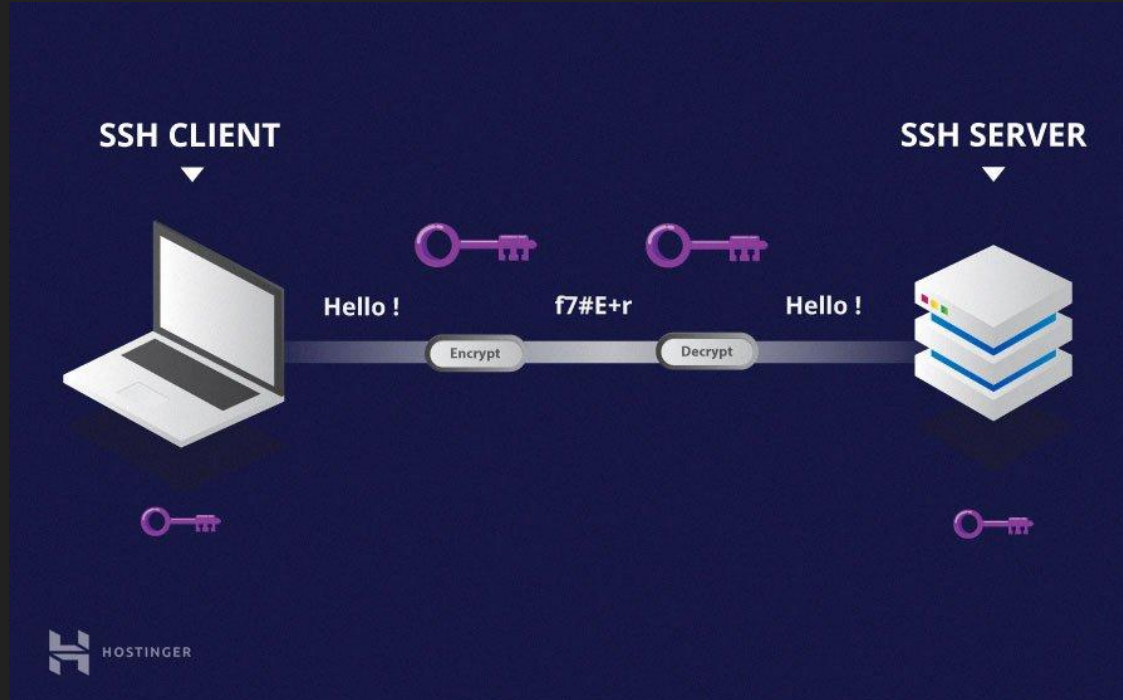 SSH CLIENT
SSH SERVER
Hello !
f7#E+r
Hello !
Encrypt
Decrypt
HOSTINGER